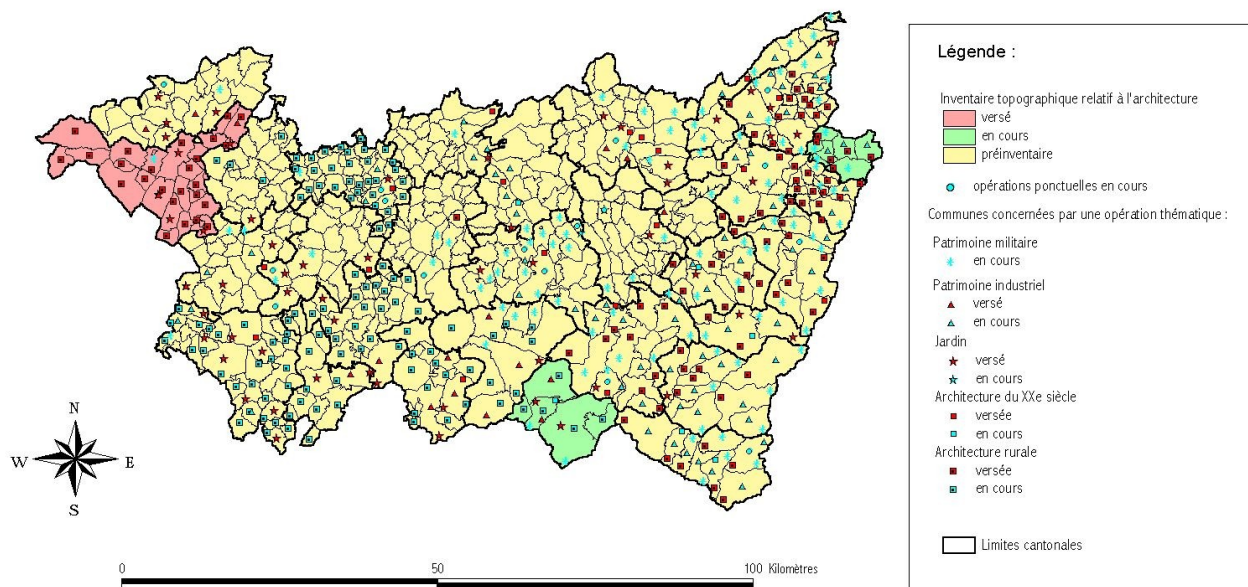 Légende :
Inventaire topographique relatif à l'architecture
versé
en cours
préinventaire
opérations ponctuelles en cours
Communes concernées par une opération thématique :
Patrimoine militaire
en cours
Patrimoine industriel
versé
en cours
Jardin
versé
en cours
Architecture du XXe siècle
versée
en cours
Architecture rurale
versée
en cours
Limites cantonales
N
W E
S
0 50 100 Kilomètres